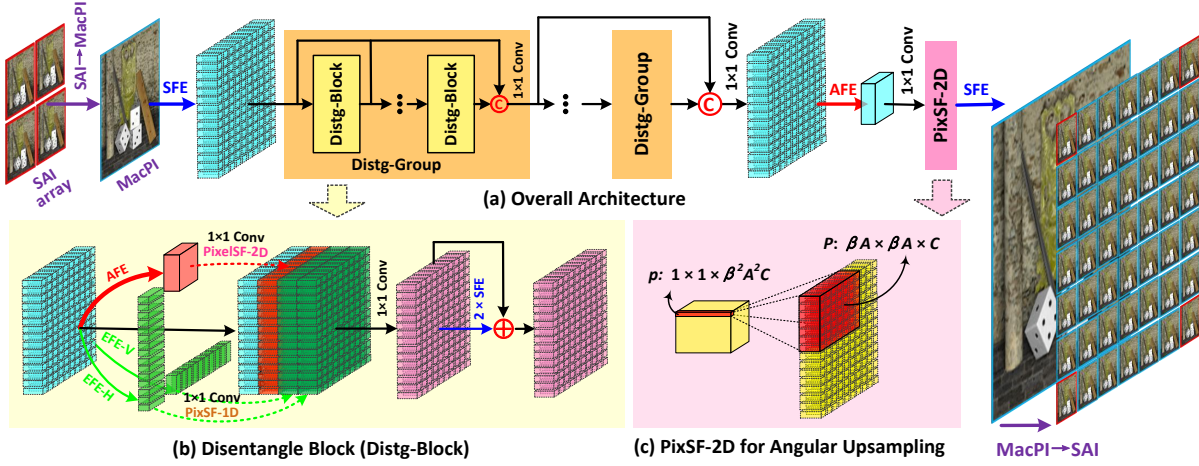 SAI→MacPI
SAI
array
MacPI
SFE
Distg-Block
Distg-Block
C
1×1 Conv
Distg-Group
Distg-Group
C
1×1 Conv
AFE
1×1 Conv
PixSF-2D
SFE
(a) Overall Architecture
AFE
1×1 Conv
PixelSF-2D
EFE-V
EFE-H
1×1 Conv
PixSF-1D
1×1 Conv
2 × SFE
(b) Disentangle Block (Distg-Block)
p: 1 × 1 × β²A²C
P: βA × βA × C
(c) PixSF-2D for Angular Upsampling
MacPI→SAI